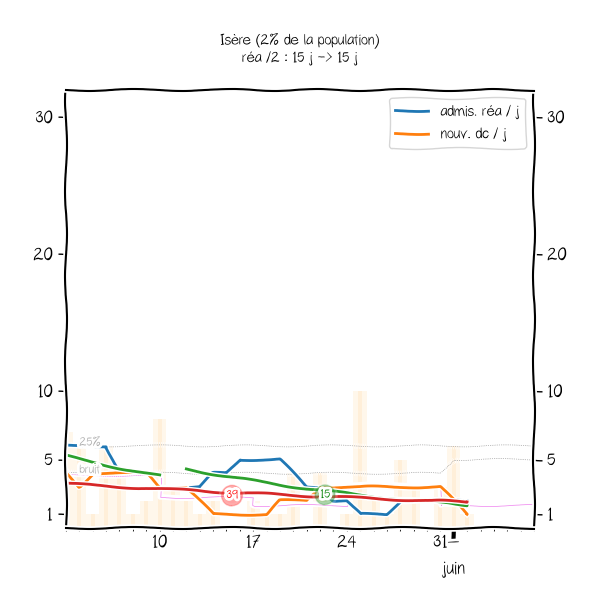 Isère (2% de la population)
réa /2 : 15 j -> 15 j
admis. réa / j
nouv. dc / j
30
30
20
20
10
10
25%
5
bruit
5
39
15
1
1
10
17
24
31
juin